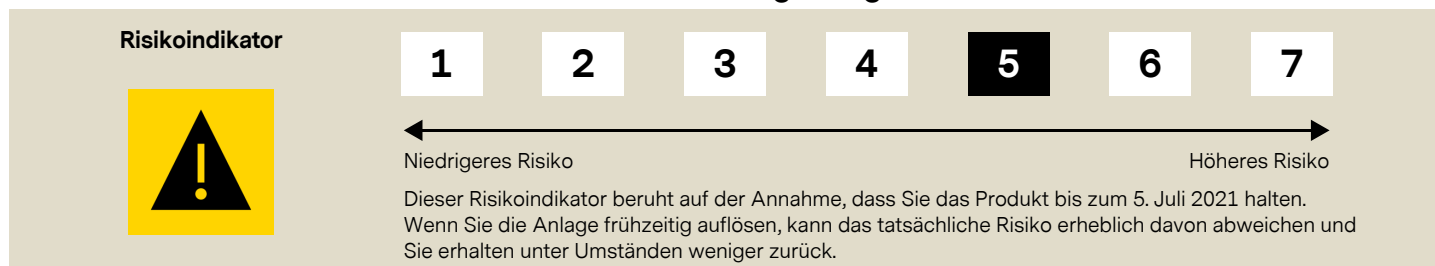 Risikoindikator
1 2 3 4 5 6 7
Niedrigeres Risiko Höheres Risiko
Dieser Risikoindikator beruht auf der Annahme, dass Sie das Produkt bis zum 5. Juli 2021 halten.
Wenn Sie die Anlage frühzeitig auflösen, kann das tatsächliche Risiko erheblich davon abweichen und
Sie erhalten unter Umständen weniger zurück.